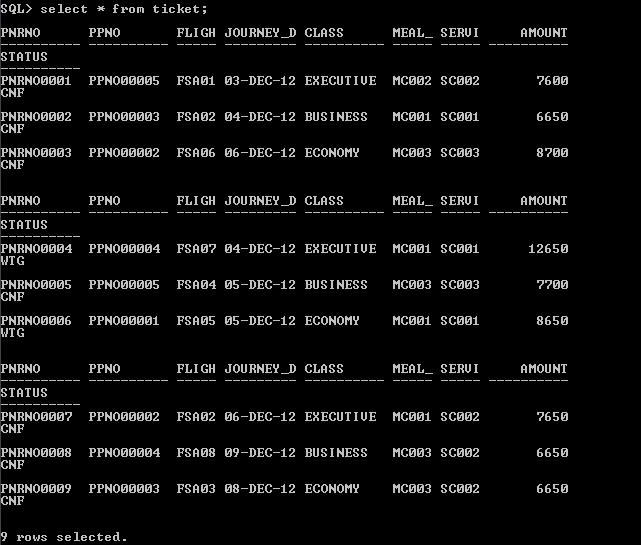 SQL> select * from ticket;
PNRNO      PPNO       FLIGH JOURNEY_D CLASS      MEAL_ SERVI     AMOUNT
---------- ---------- ----- --------- ---------- ----- ----- ----------
STATUS
----------
PNRNO0001  PPNO00005  FSA01 03-DEC-12 EXECUTIVE  MC002 SC002       7600
CNF
PNRNO0002  PPNO00003  FSA02 04-DEC-12 BUSINESS   MC001 SC001       6650
CNF
PNRNO0003  PPNO00002  FSA06 06-DEC-12 ECONOMY    MC003 SC003       8700
CNF
PNRNO      PPNO       FLIGH JOURNEY_D CLASS      MEAL_ SERVI     AMOUNT
---------- ---------- ----- --------- ---------- ----- ----- ----------
STATUS
----------
PNRNO0004  PPNO00004  FSA07 04-DEC-12 EXECUTIVE  MC001 SC001      12650
WTG
PNRNO0005  PPNO00005  FSA04 05-DEC-12 BUSINESS   MC003 SC003       7700
CNF
PNRNO0006  PPNO00001  FSA05 05-DEC-12 ECONOMY    MC001 SC001       8650
WTG
PNRNO      PPNO       FLIGH JOURNEY_D CLASS      MEAL_ SERVI     AMOUNT
---------- ---------- ----- --------- ---------- ----- ----- ----------
STATUS
----------
PNRNO0007  PPNO00002  FSA02 06-DEC-12 EXECUTIVE  MC001 SC002       7650
CNF
PNRNO0008  PPNO00004  FSA08 09-DEC-12 BUSINESS   MC003 SC002       6650
CNF
PNRNO0009  PPNO00003  FSA03 08-DEC-12 ECONOMY    MC003 SC002       6650
CNF
9 rows selected.